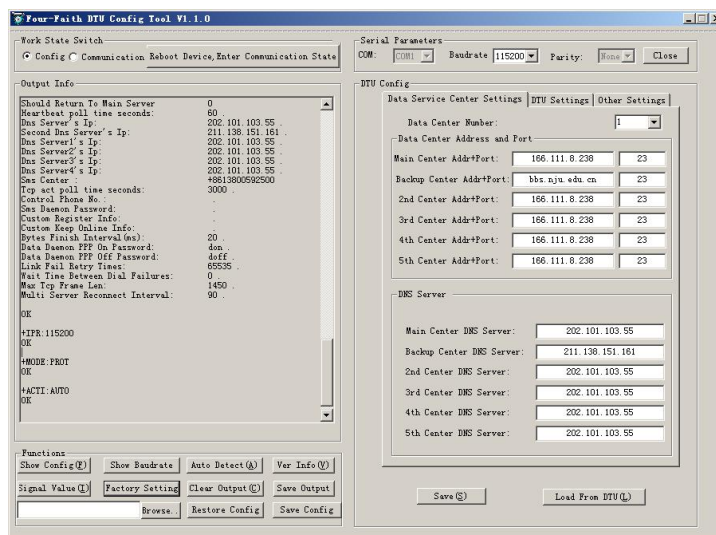 Four-Faith DTU Config Tool V1.1.0
Work State Switch
Config Communication Reboot Device,Enter Communication State
Serial Parameters
COM: COM1 Baudrate 115200 Parity: None Close
Output Info
Should Return To Main Server 0
Heartbeat poll time seconds: 60 .
Dns Server's Ip: 202.101.103.55 .
Second Dns Server's Ip: 211.138.151.161 .
Dns Server1's Ip: 202.101.103.55 .
Dns Server2's Ip: 202.101.103.55 .
Dns Server3's Ip: 202.101.103.55 .
Dns Server4's Ip: 202.101.103.55 .
Sms Center : +8613800592500
Tcp act poll time seconds: 3000 .
Control Phone No.: .
Sms Daemon Password: .
Custom Register Info: .
Custom Keep Online Info: .
Bytes Finish Interval(ms): 20 .
Data Daemon PPP On Password: don .
Data Daemon PPP Off Password: doff .
Link Fail Retry Times: 65535 .
Wait Time Between Dial Failures: 0 .
Max Tcp Frame Len: 1450 .
Multi Server Reconnect Interval: 90 .
OK
+IPR:115200
OK
+MODE:PROT
OK
+ACTI:AUTO
OK
Functions
Show Config(P) Show Baudrate Auto Detect(A) Ver Info(V)
Signal Value(I) Factory Setting Clear Output(C) Save Output
Browse.. Restore Config Save Config
DTU Config
Data Service Center Settings DTU Settings Other Settings
Data Center Number: 1
Data Center Address and Port
Main Center Addr+Port: 166.111.8.238 23
Backup Center Addr+Port: bbs.nju.edu.cn 23
2nd Center Addr+Port: 166.111.8.238 23
3rd Center Addr+Port: 166.111.8.238 23
4th Center Addr+Port: 166.111.8.238 23
5th Center Addr+Port: 166.111.8.238 23
DNS Server
Main Center DNS Server: 202.101.103.55
Backup Center DNS Server: 211.138.151.161
2nd Center DNS Server: 202.101.103.55
3rd Center DNS Server: 202.101.103.55
4th Center DNS Server: 202.101.103.55
5th Center DNS Server: 202.101.103.55
Save(S) Load From DTU(L)